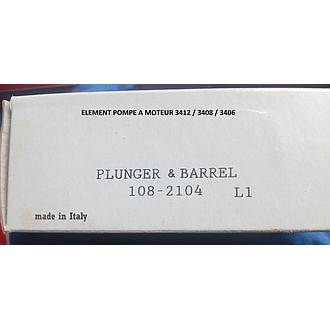 ELEMENT POMPE A MOTEUR 3412 / 3408 / 3406
PLUNGER & BARREL
108-2104 L1
made in Italy